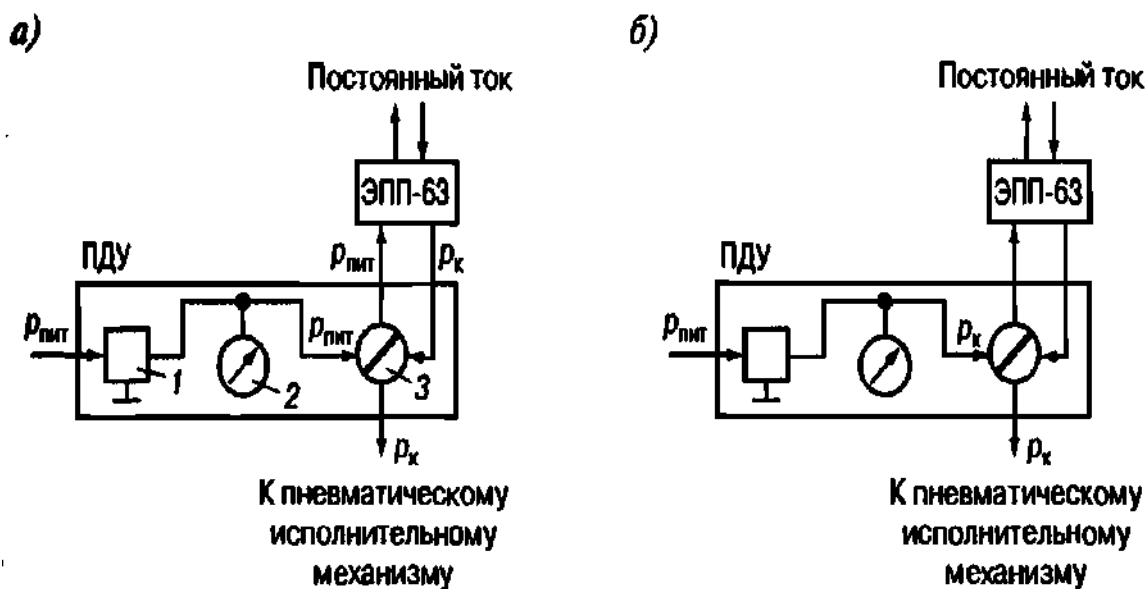 а)
Постоянный ток
ЭПП-63
ПДУ
pпит
pк
pпит
pпит
1
2
3
pк
К пневматическому
исполнительному
механизму
б)
Постоянный ток
ЭПП-63
ПДУ
pпит
pк
pк
К пневматическому
исполнительному
механизму